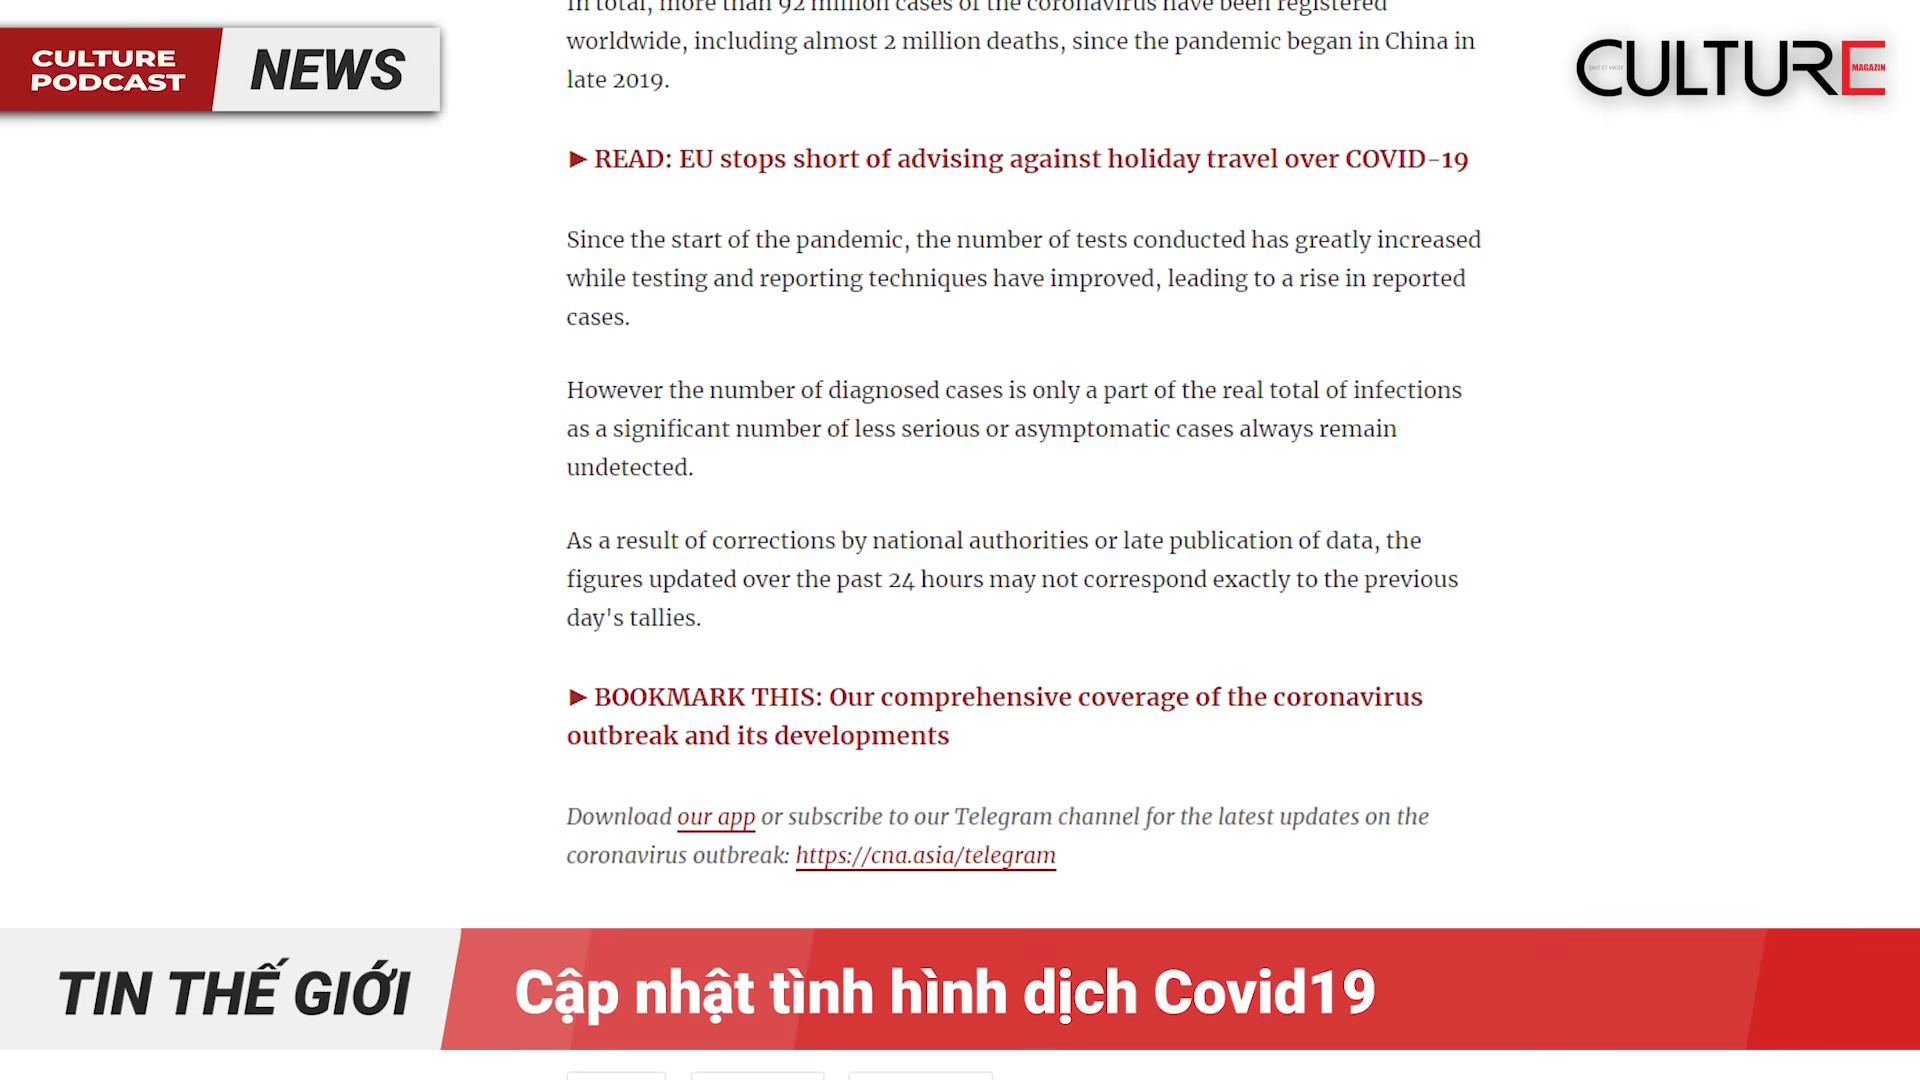 In total, more than 92 million cases of the coronavirus have been registered
worldwide, including almost 2 million deaths, since the pandemic began in China in
late 2019.
CULTURE
PODCAST
NEWS
CULTURE
EAST ET WEST
MAGAZIN
► READ: EU stops short of advising against holiday travel over COVID-19
Since the start of the pandemic, the number of tests conducted has greatly increased
while testing and reporting techniques have improved, leading to a rise in reported
cases.
However the number of diagnosed cases is only a part of the real total of infections
as a significant number of less serious or asymptomatic cases always remain
undetected.
As a result of corrections by national authorities or late publication of data, the
figures updated over the past 24 hours may not correspond exactly to the previous
day's tallies.
► BOOKMARK THIS: Our comprehensive coverage of the coronavirus
outbreak and its developments
Download our app or subscribe to our Telegram channel for the latest updates on the
coronavirus outbreak: https://cna.asia/telegram
TIN THẾ GIỚI
Cập nhật tình hình dịch Covid19